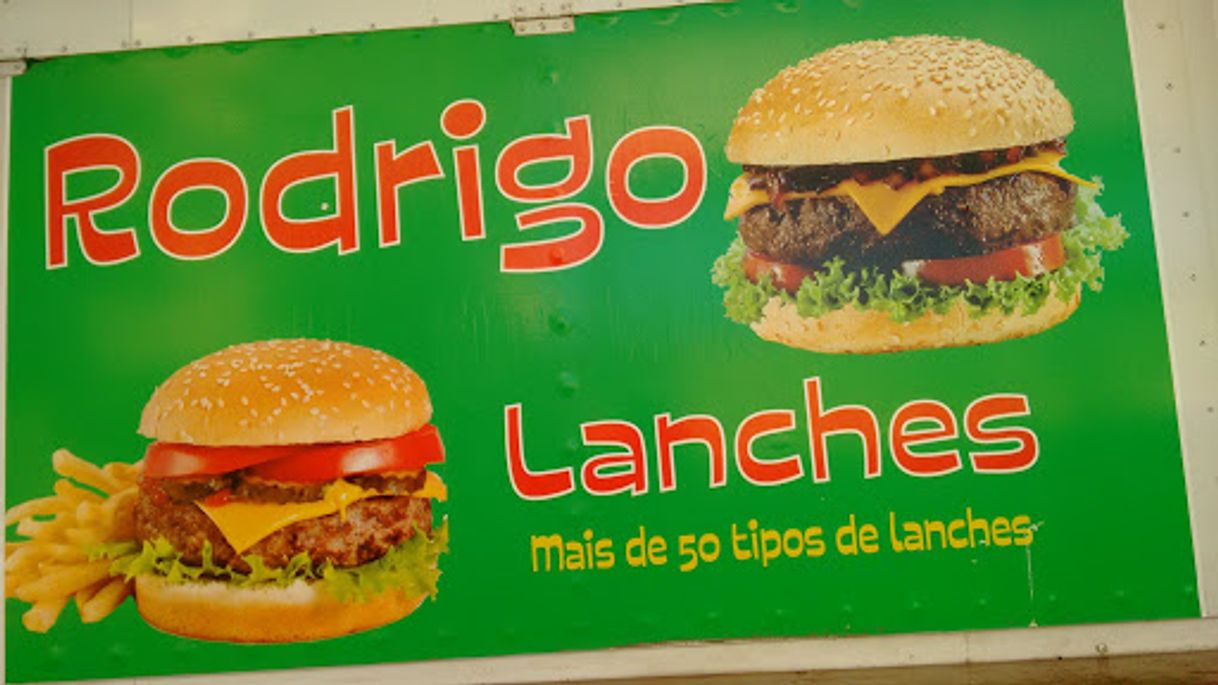 Rodrigo
Lanches
Mais de 50 tipos de lanches